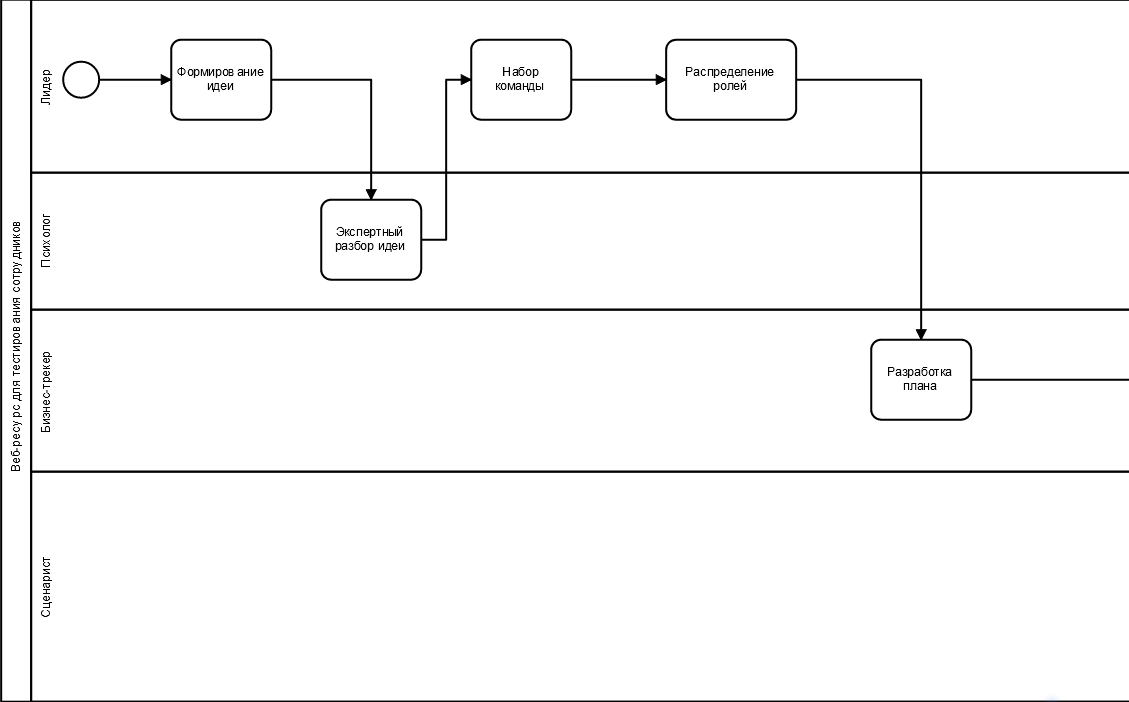 Веб-ресурс для тестирования сотрудников
Лидер
Формирование
идеи
Набор
команды
Распределение
ролей
Психолог
Экспертный
разбор идеи
Бизнес-трекер
Разработка
плана
Сценарист